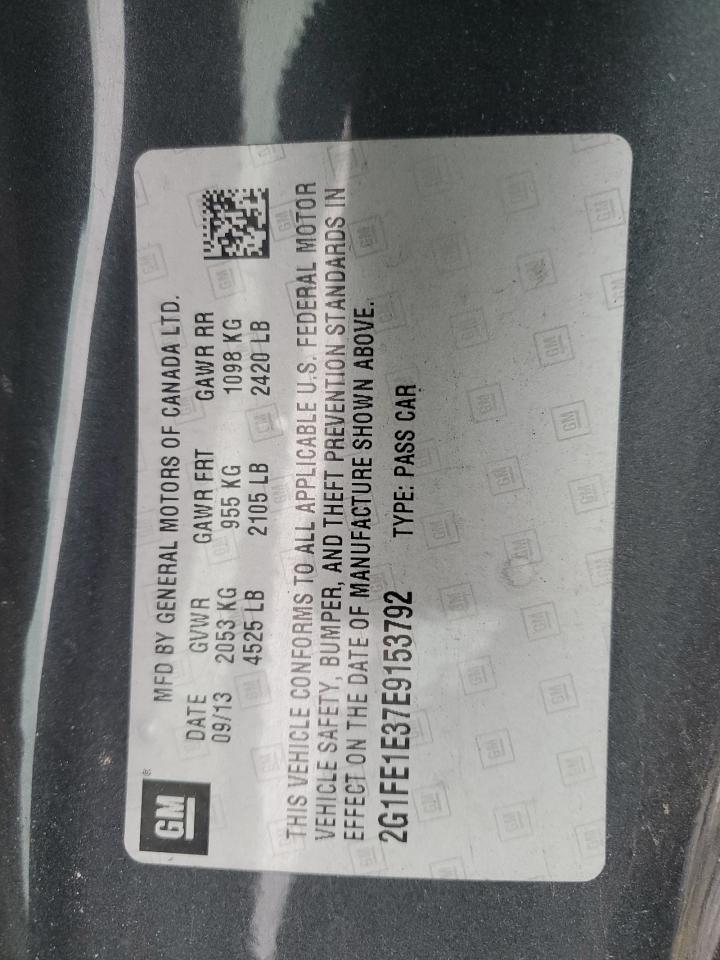 GM®
MFD BY GENERAL MOTORS OF CANADA LTD.
DATE GVWR GAWR FRT GAWR RR
09/13 2053 KG 955 KG 1098 KG
4525 LB 2105 LB 2420 LB
THIS VEHICLE CONFORMS TO ALL APPLICABLE U.S. FEDERAL MOTOR
VEHICLE SAFETY, BUMPER, AND THEFT PREVENTION STANDARDS IN
EFFECT ON THE DATE OF MANUFACTURE SHOWN ABOVE.
2G1FE1E37E9153792 TYPE: PASS CAR